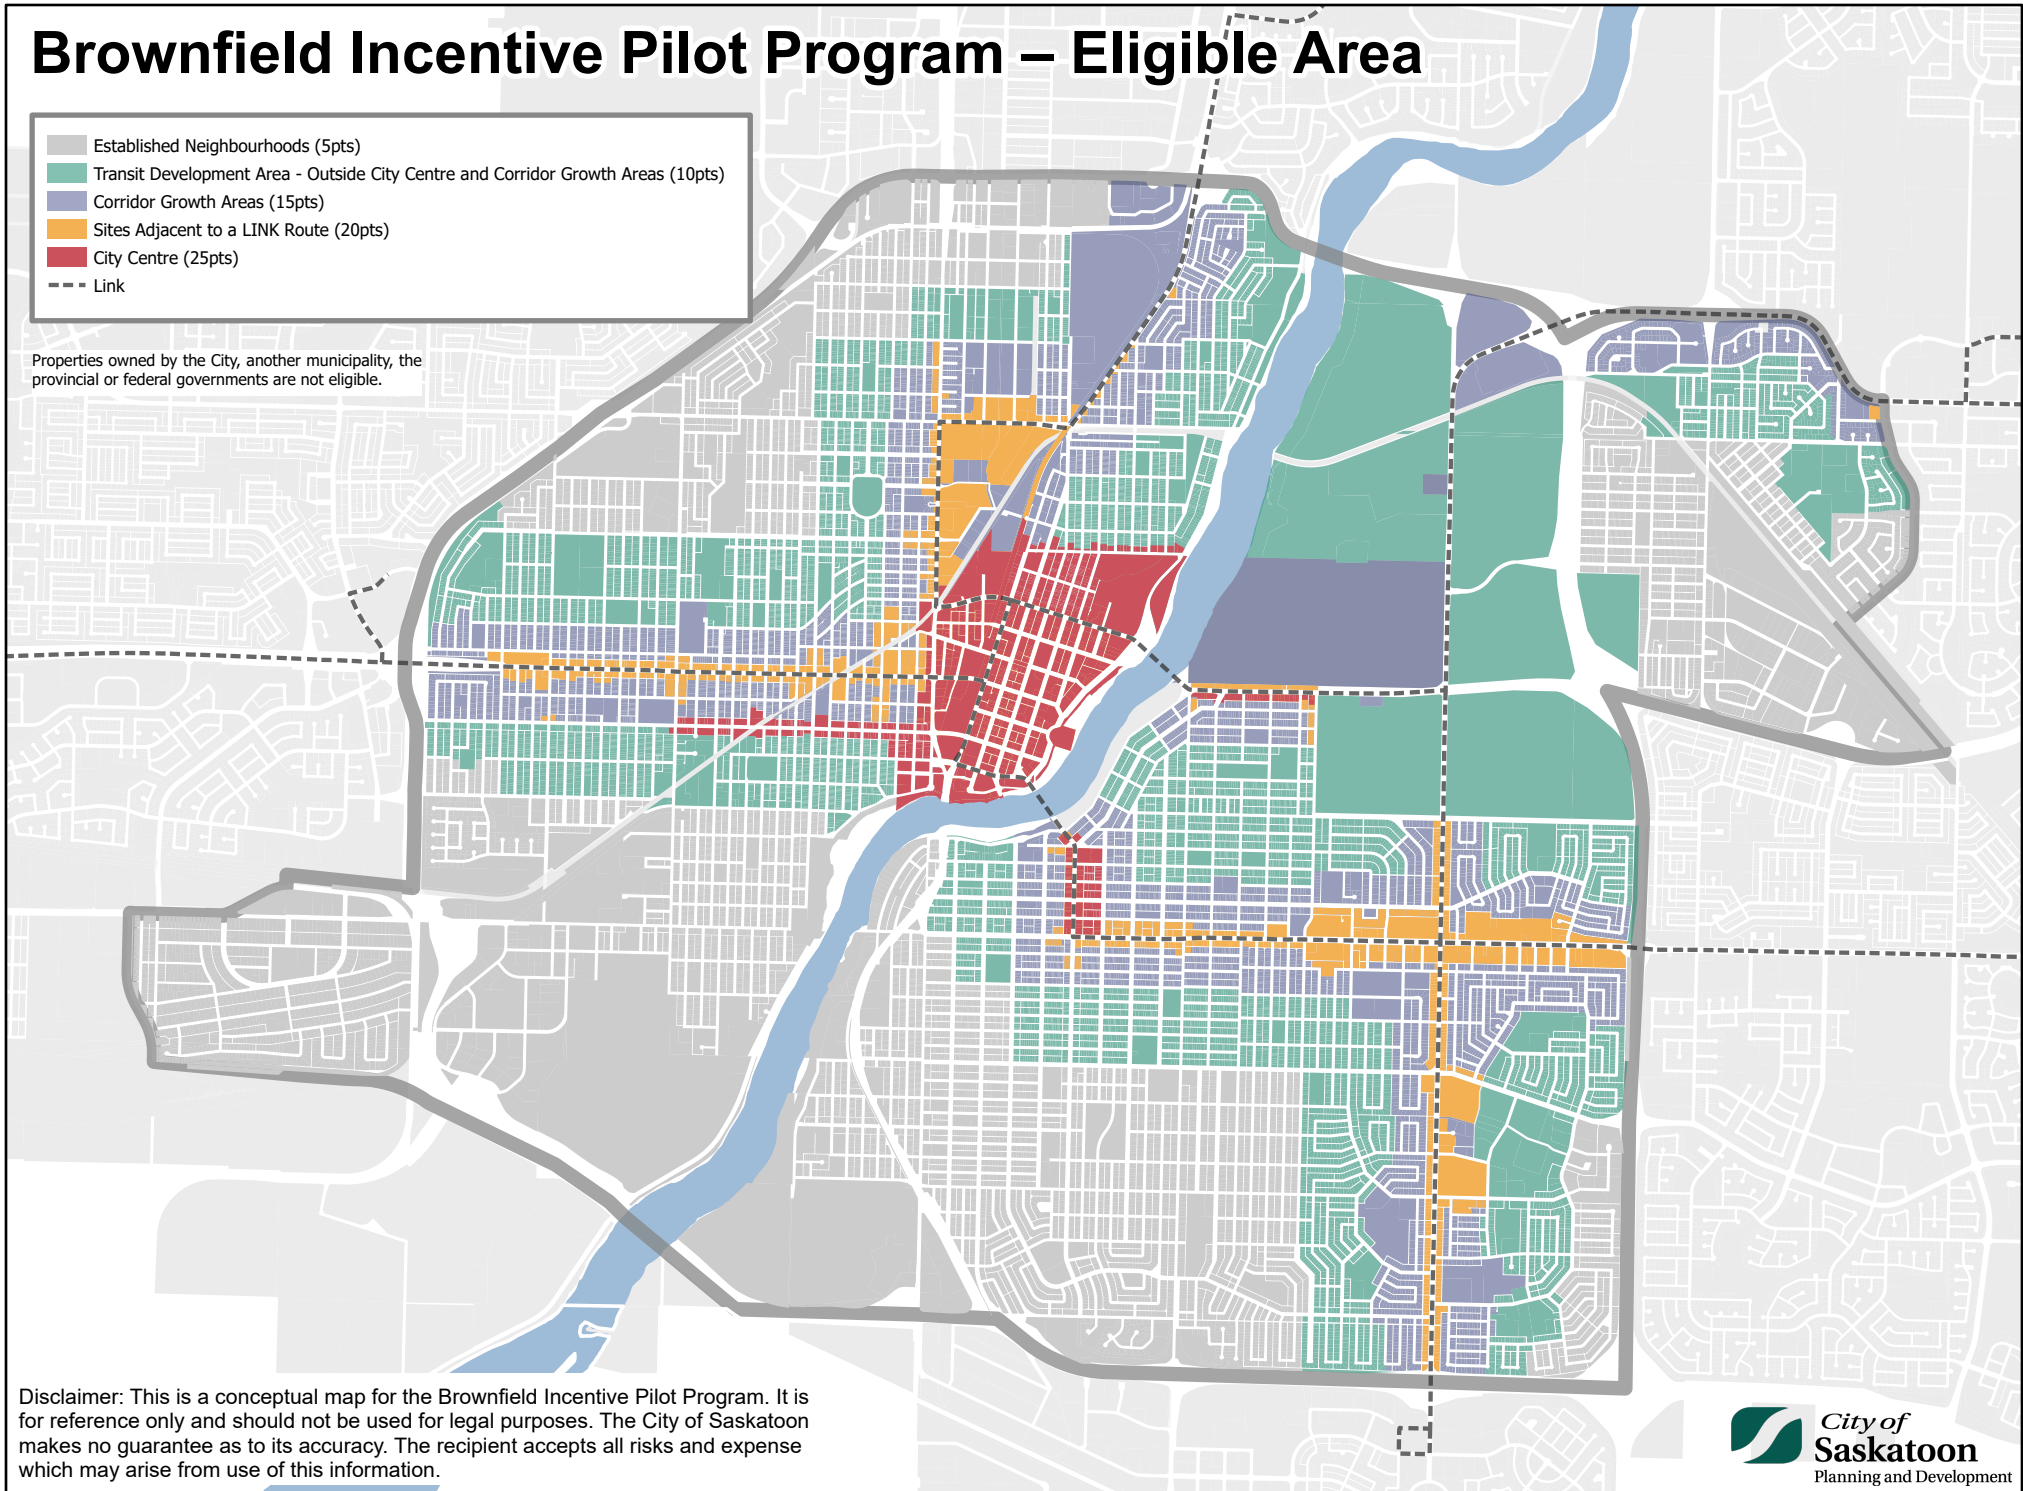 Brownfield Incentive Pilot Program – Eligible Area
Established Neighbourhoods (5pts)
Transit Development Area - Outside City Centre and Corridor Growth Areas (10pts)
Corridor Growth Areas (15pts)
Sites Adjacent to a LINK Route (20pts)
City Centre (25pts)
Link
Properties owned by the City, another municipality, the
provincial or federal governments are not eligible.
Disclaimer: This is a conceptual map for the Brownfield Incentive Pilot Program. It is
for reference only and should not be used for legal purposes. The City of Saskatoon
makes no guarantee as to its accuracy. The recipient accepts all risks and expense
which may arise from use of this information.
City of
Saskatoon
Planning and Development